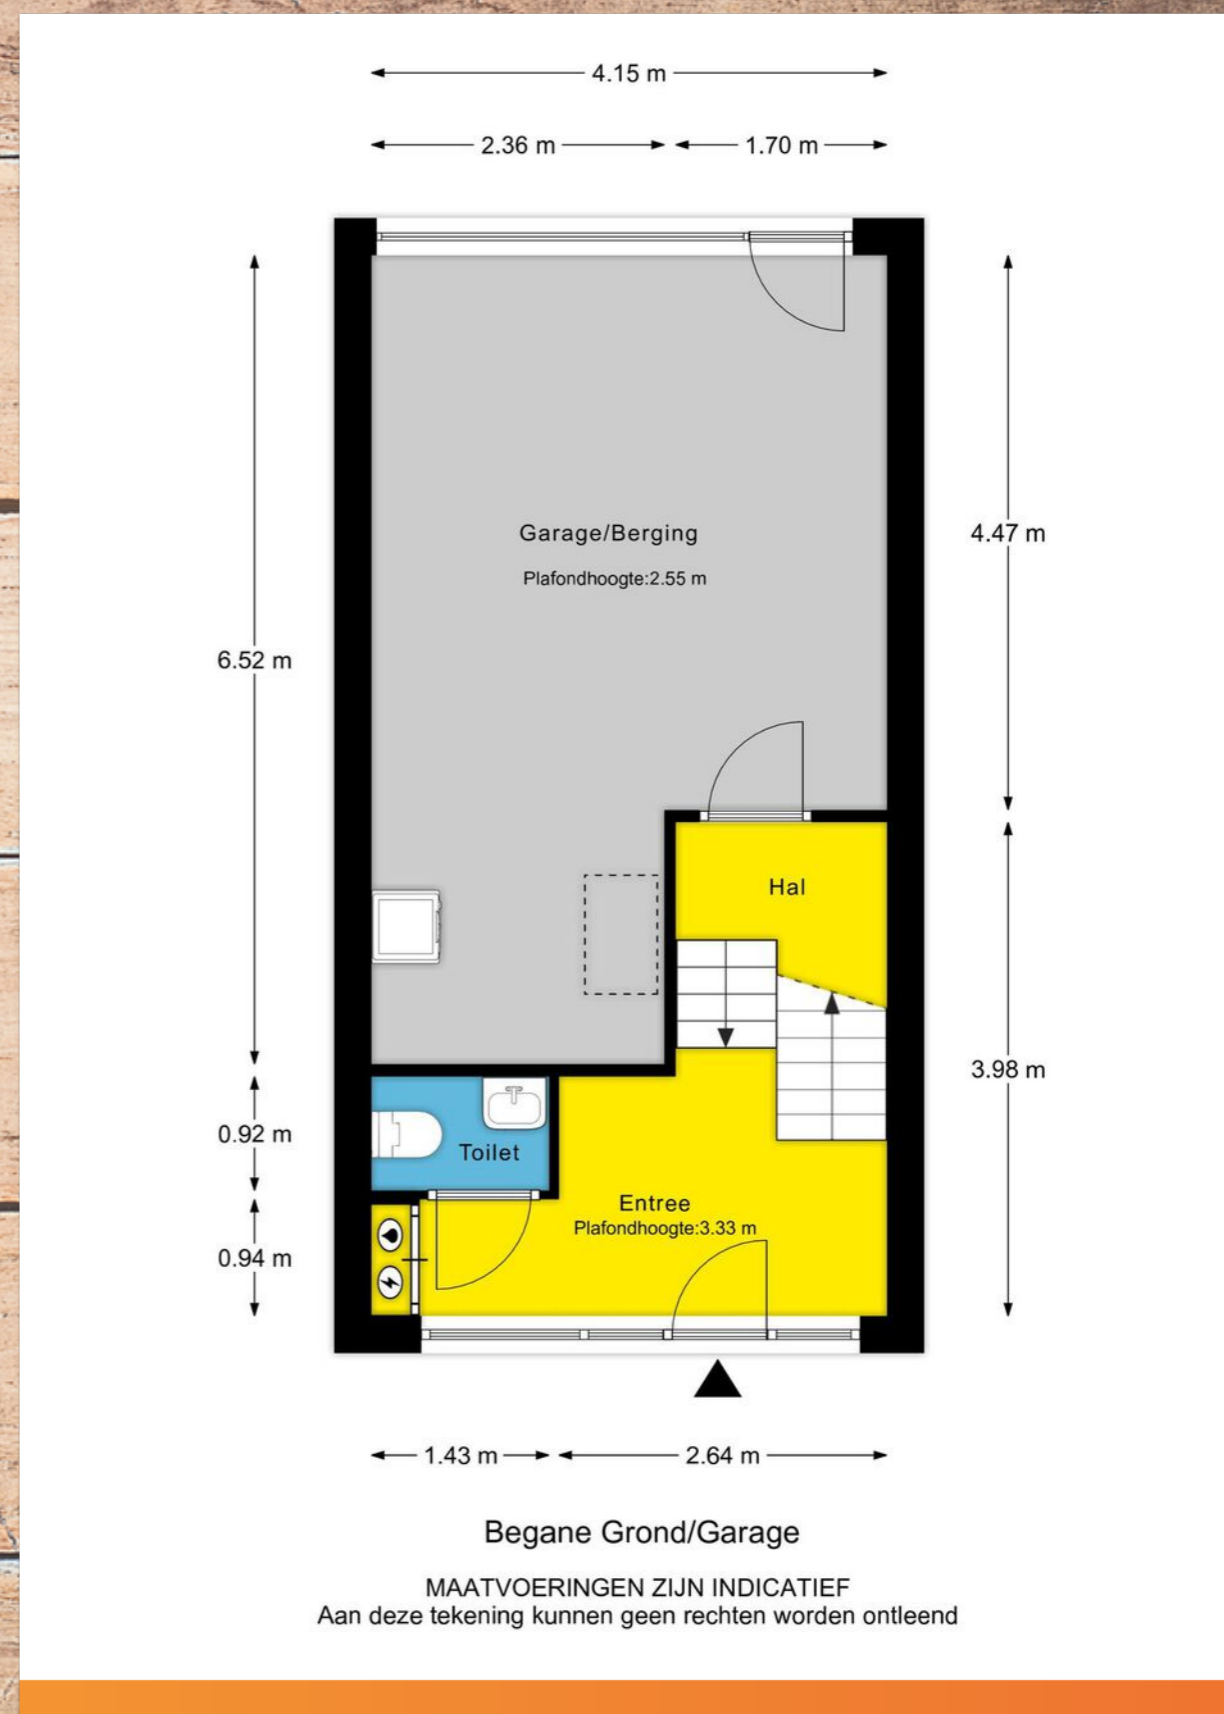 4.15 m
2.36 m
1.70 m
Garage/Berging
Plafondhoogte:2.55 m
4.47 m
6.52 m
Hal
3.98 m
0.92 m
Toilet
Entree
Plafondhoogte:3.33 m
0.94 m
1.43 m
2.64 m
Begane Grond/Garage
MAATVOERINGEN ZIJN INDICATIEF
Aan deze tekening kunnen geen rechten worden ontleend